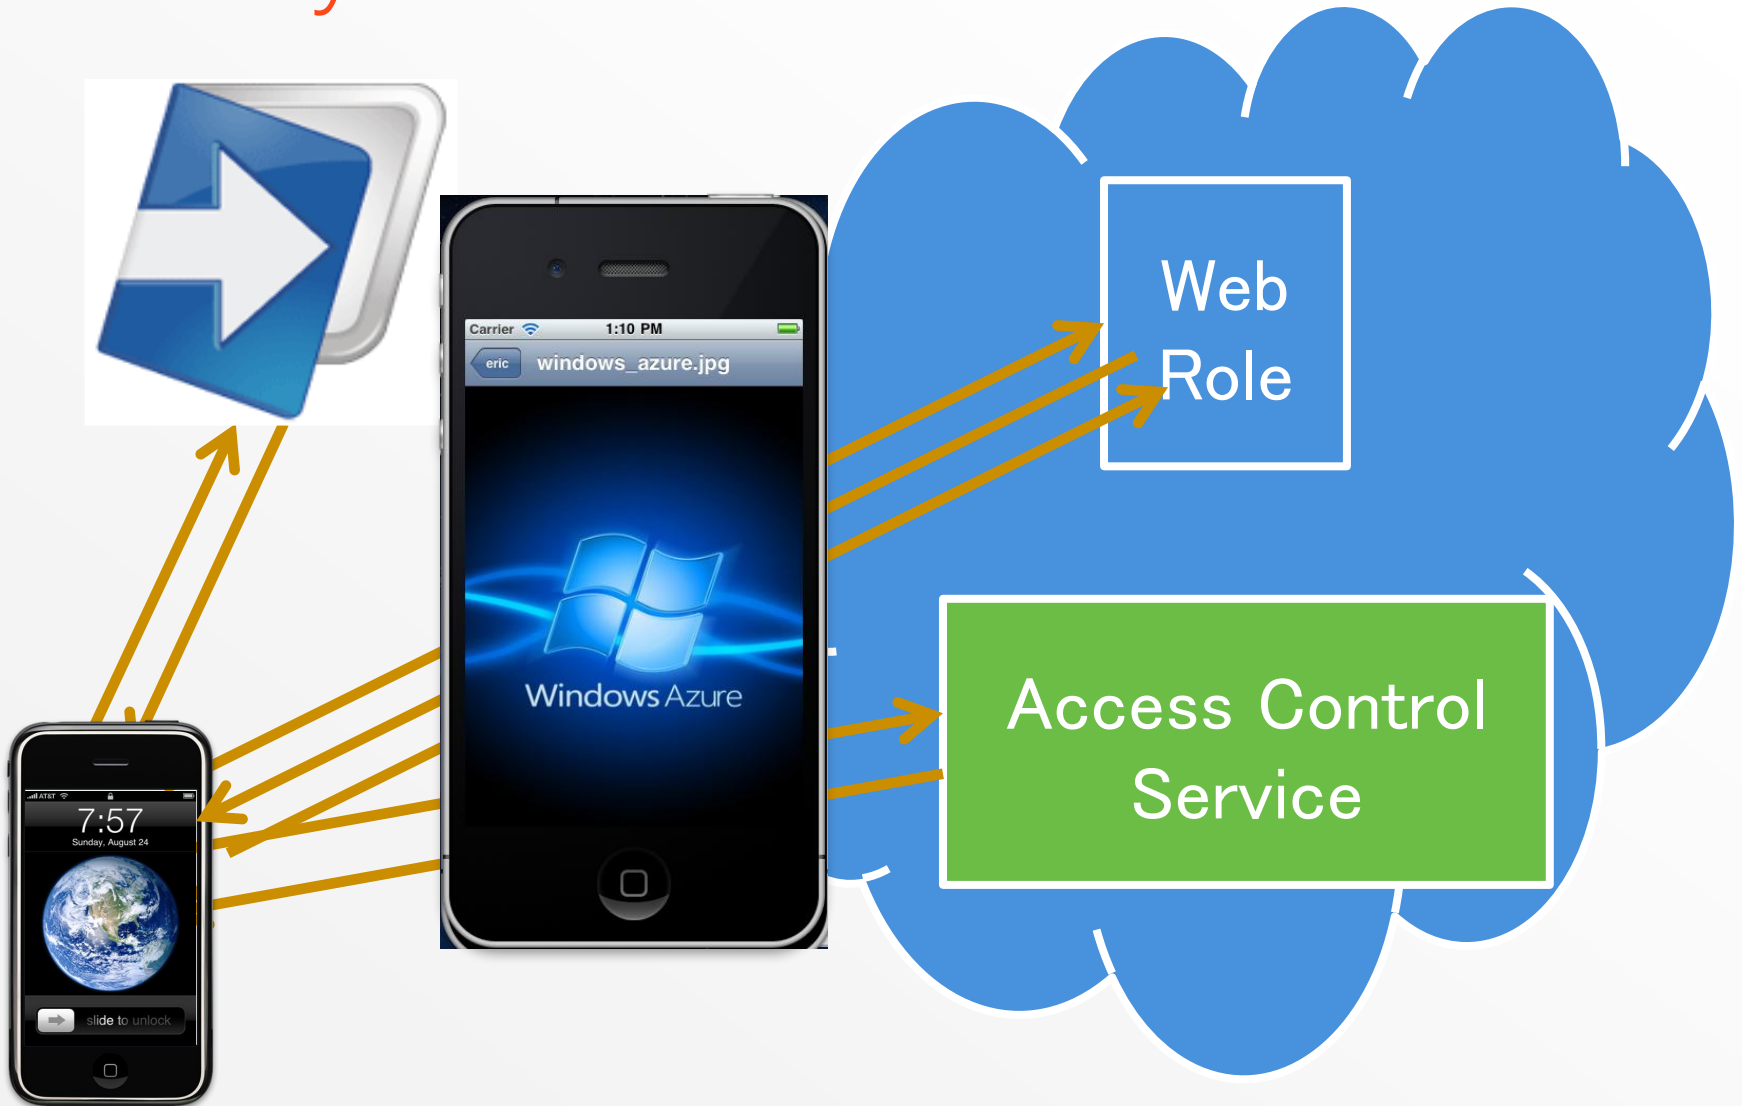 Carrier 1:10 PM
eric windows_azure.jpg
Windows Azure
Web
Role
Access Control
Service
AT&T
7:57
Sunday, August 24
slide to unlock